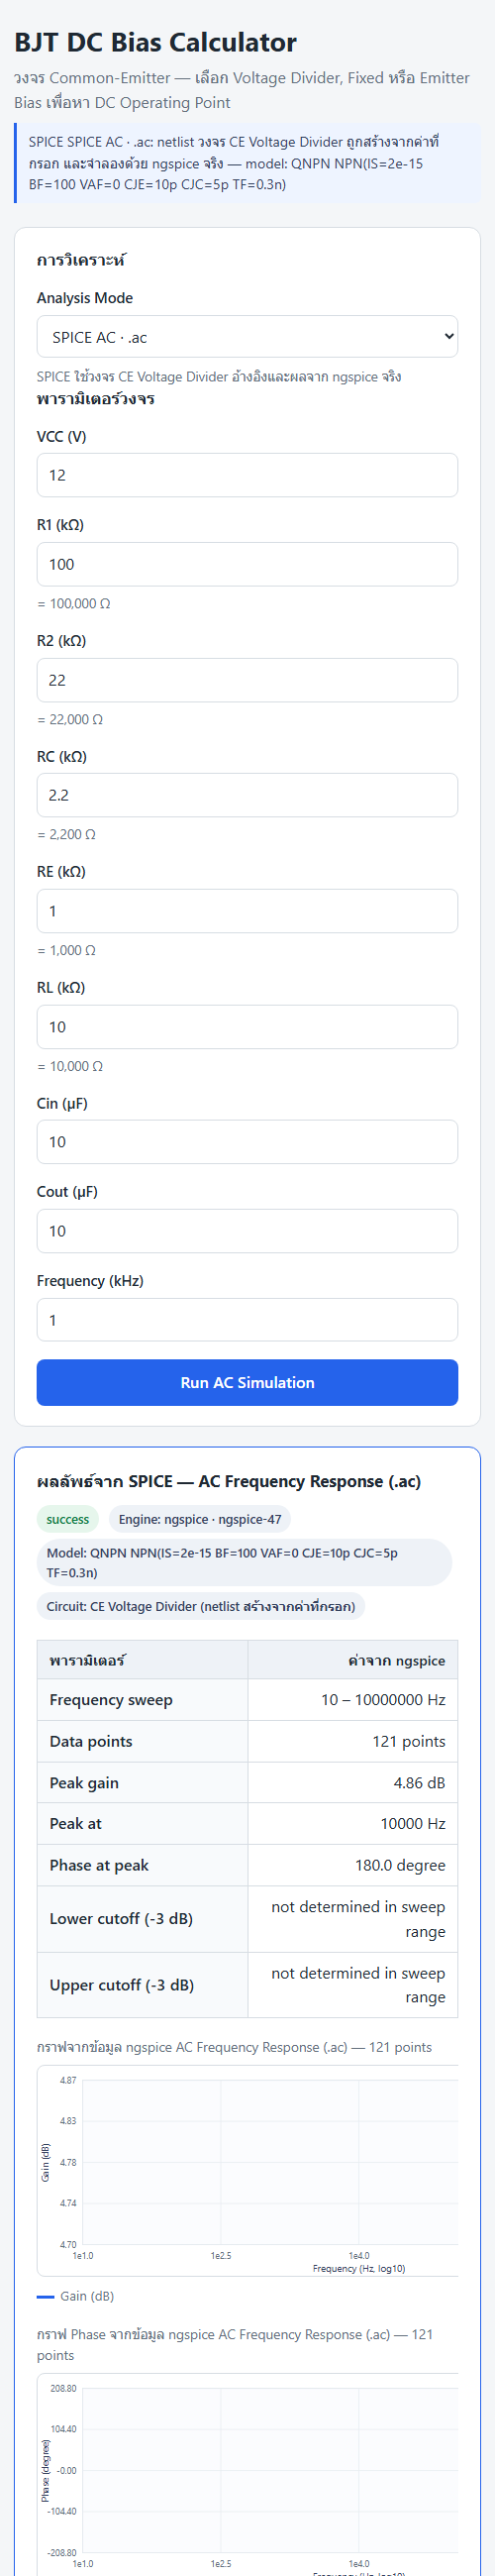 BJT DC Bias Calculator
วงจร Common-Emitter — เลือก Voltage Divider, Fixed หรือ Emitter
Bias เพื่อหา DC Operating Point
SPICE SPICE AC · .ac: netlist วงจร CE Voltage Divider ถูกสร้างจากค่าที่
กรอก และจำลองด้วย ngspice จริง — model: QNPN NPN(IS=2e-15
BF=100 VAF=0 CJE=10p CJC=5p TF=0.3n)
การวิเคราะห์
Analysis Mode
SPICE AC · .ac
SPICE ใช้วงจร CE Voltage Divider อ้างอิงและผลจาก ngspice จริง
พารามิเตอร์วงจร
VCC (V)
12
R1 (kΩ)
100
= 100,000 Ω
R2 (kΩ)
22
= 22,000 Ω
RC (kΩ)
2.2
= 2,200 Ω
RE (kΩ)
1
= 1,000 Ω
RL (kΩ)
10
= 10,000 Ω
Cin (µF)
10
Cout (µF)
10
Frequency (kHz)
1
Run AC Simulation
ผลลัพธ์จาก SPICE — AC Frequency Response (.ac)
success
Engine: ngspice · ngspice-47
Model: QNPN NPN(IS=2e-15 BF=100 VAF=0 CJE=10p CJC=5p
TF=0.3n)
Circuit: CE Voltage Divider (netlist สร้างจากค่าที่กรอก)
พารามิเตอร์ ค่าจาก ngspice
Frequency sweep 10 – 10000000 Hz
Data points 121 points
Peak gain 4.86 dB
Peak at 10000 Hz
Phase at peak 180.0 degree
Lower cutoff (-3 dB) not determined in sweep
range
Upper cutoff (-3 dB) not determined in sweep
range
กราฟจากข้อมูล ngspice AC Frequency Response (.ac) — 121 points
4.87
4.83
4.78
4.74
4.70
Gain (dB)
1e1.0 1e2.5 1e4.0
Frequency (Hz, log10)
Gain (dB)
กราฟ Phase จากข้อมูล ngspice AC Frequency Response (.ac) — 121
points
208.80
104.40
-0.00
-104.40
-208.80
Phase (degree)
1e1.0 1e2.5 1e4.0